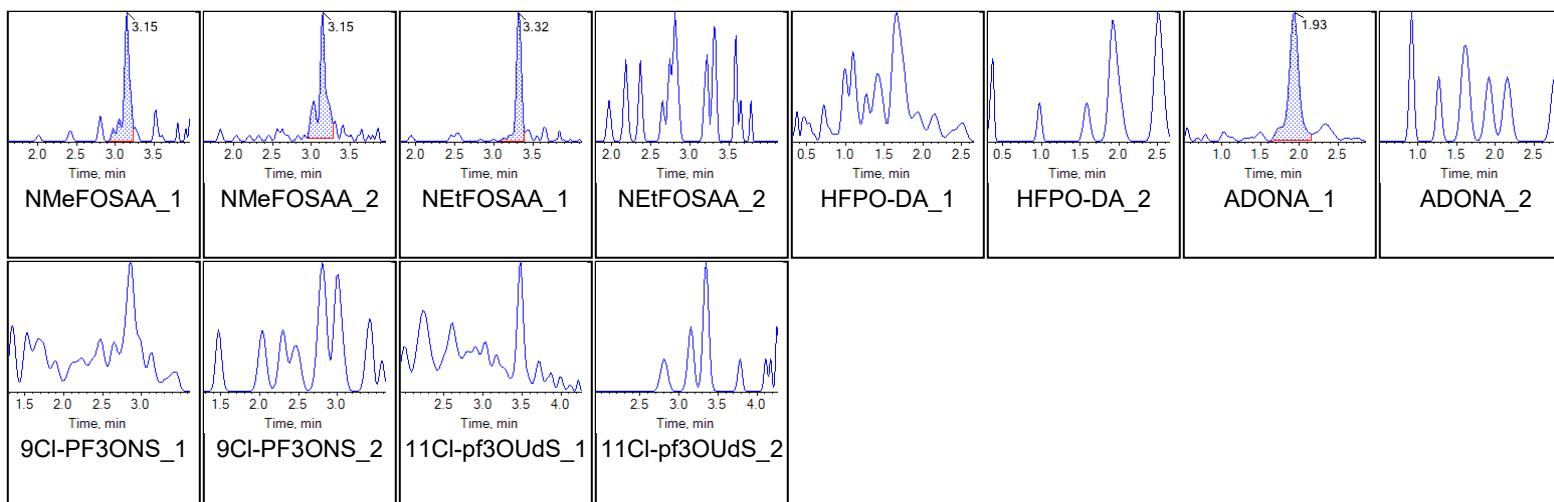 3.15
2.0 2.5 3.0 3.5
Time, min
NMeFOSAA_1
3.15
2.0 2.5 3.0 3.5
Time, min
NMeFOSAA_2
3.32
2.0 2.5 3.0 3.5
Time, min
NEtFOSAA_1
2.0 2.5 3.0 3.5
Time, min
NEtFOSAA_2
0.5 1.0 1.5 2.0 2.5
Time, min
HFPO-DA_1
0.5 1.0 1.5 2.0 2.5
Time, min
HFPO-DA_2
1.93
1.0 1.5 2.0 2.5
Time, min
ADONA_1
1.0 1.5 2.0 2.5
Time, min
ADONA_2
1.5 2.0 2.5 3.0
Time, min
9Cl-PF3ONS_1
1.5 2.0 2.5 3.0
Time, min
9Cl-PF3ONS_2
2.5 3.0 3.5 4.0
Time, min
11Cl-pf3OUdS_1
2.5 3.0 3.5 4.0
Time, min
11Cl-pf3OUdS_2